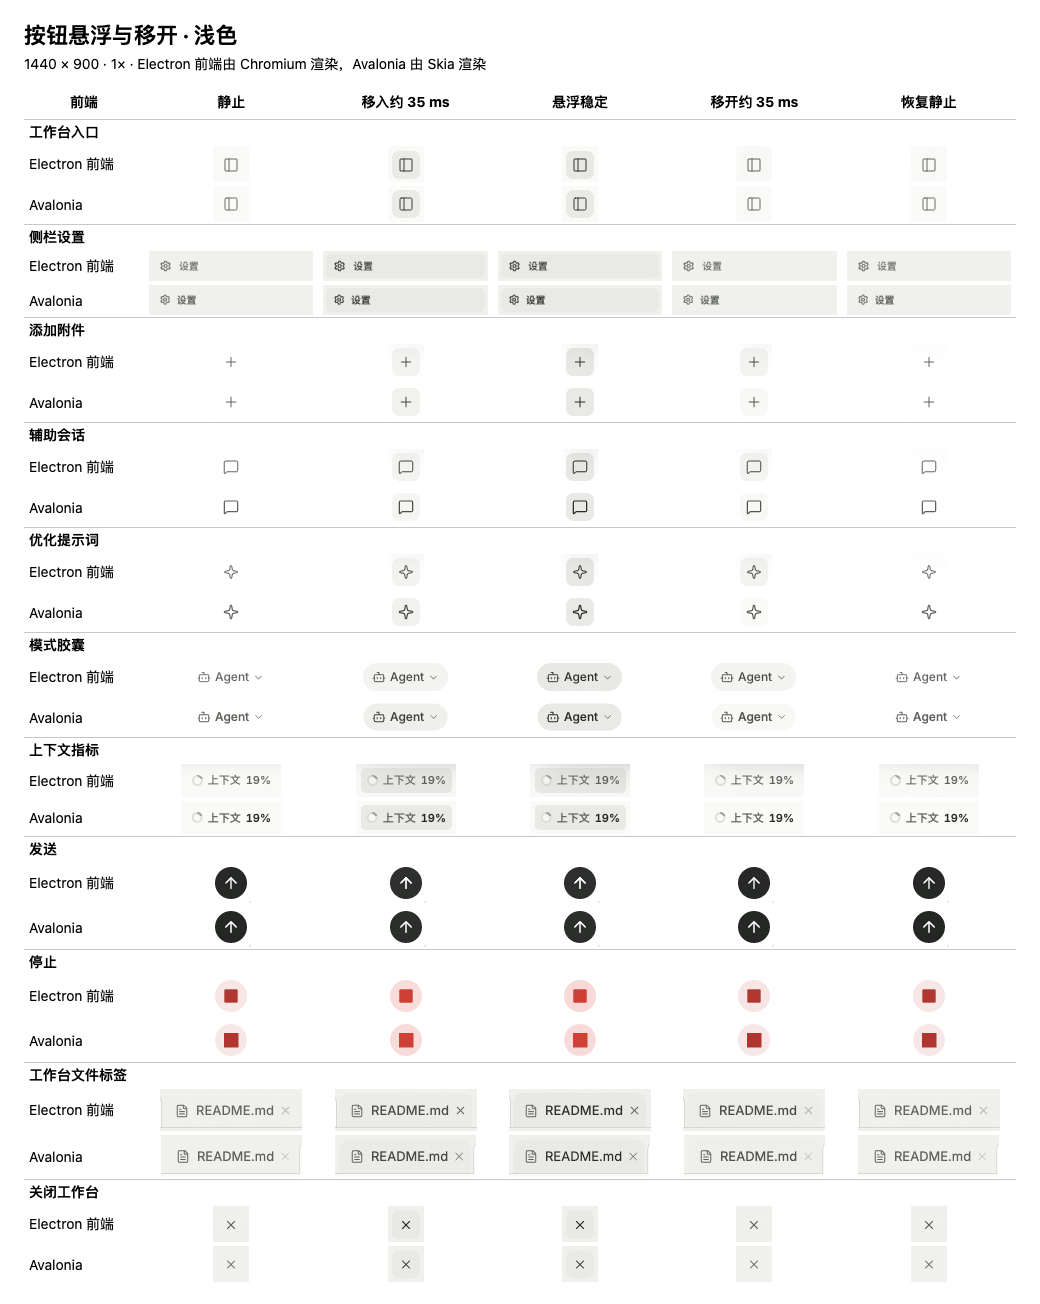 按钮悬浮与移开 · 浅色
1440 × 900 · 1× · Electron 前端由 Chromium 渲染，Avalonia 由 Skia 渲染
前端 静止 移入约 35 ms 悬浮稳定 移开约 35 ms 恢复静止
工作台入口
Electron 前端
Avalonia
侧栏设置
Electron 前端 设置 设置 设置 设置 设置
Avalonia 设置 设置 设置 设置 设置
添加附件
Electron 前端
Avalonia
辅助会话
Electron 前端
Avalonia
优化提示词
Electron 前端
Avalonia
模式胶囊
Electron 前端 Agent Agent Agent Agent Agent
Avalonia Agent Agent Agent Agent Agent
上下文指标
Electron 前端 上下文 19% 上下文 19% 上下文 19% 上下文 19% 上下文 19%
Avalonia 上下文 19% 上下文 19% 上下文 19% 上下文 19% 上下文 19%
发送
Electron 前端
Avalonia
停止
Electron 前端
Avalonia
工作台文件标签
Electron 前端 README.md README.md README.md README.md README.md
Avalonia README.md README.md README.md README.md README.md
关闭工作台
Electron 前端
Avalonia